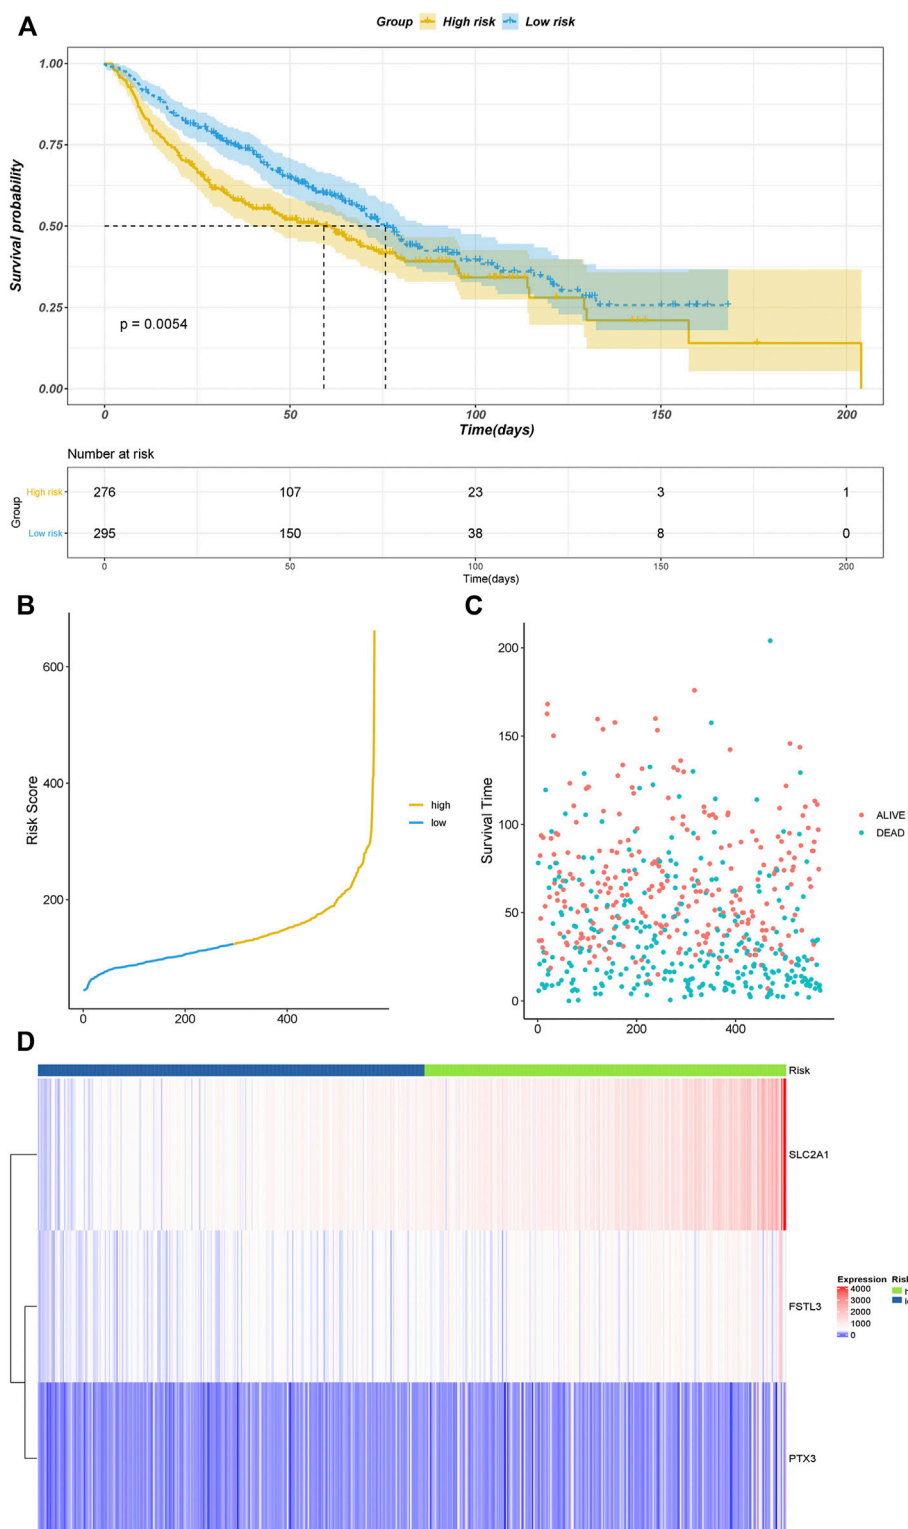 A
Group High risk Low risk
1.00
0.75
0.50
0.25
0.00
Survival probability
p = 0.0054
0 50 100 150 200
Time(days)
Number at risk
Group
High risk 276 107 23 3 1
Low risk 295 150 38 8 0
0 50 100 150 200
Time(days)
B
600
400
200
Risk Score
high
low
0 200 400
C
200
150
100
50
0
Survival Time
ALIVE
DEAD
0 200 400
D
Risk
SLC2A1
FSTL3
PTX3
Expression Risk
4000
3000
2000
1000
0